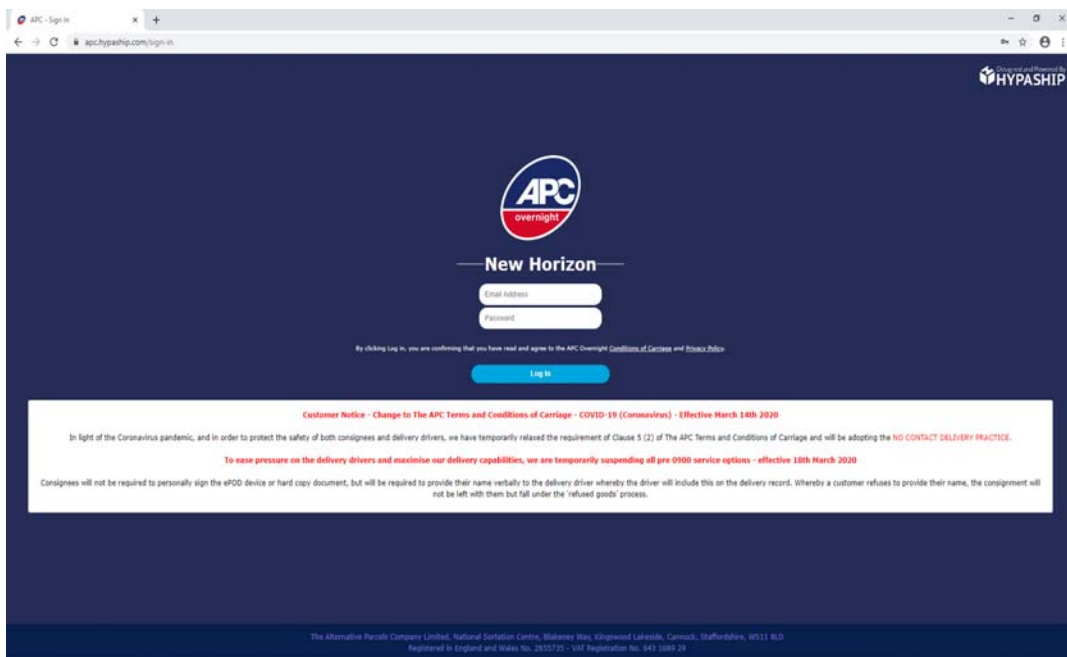 APC - Sign In
apc.hypaship.com/sign-in
Designed and Powered By
HYPASHIP
APC
overnight
New Horizon
Email Address
Password
By clicking Log in, you are confirming that you have read and agree to the APC Overnight Conditions of Carriage and Privacy Policy.
Log In
Customer Notice - Change to The APC Terms and Conditions of Carriage - COVID-19 (Coronavirus) - Effective March 14th 2020
In light of the Coronavirus pandemic, and in order to protect the safety of both consignees and delivery drivers, we have temporarily relaxed the requirement of Clause 5 (2) of The APC Terms and Conditions of Carriage and will be adopting the NO CONTACT DELIVERY PRACTICE.
To ease pressure on the delivery drivers and maximise our delivery capabilities, we are temporarily suspending all pre 0900 service options - effective 18th March 2020
Consignees will not be required to personally sign the ePOD device or hard copy document, but will be required to provide their name verbally to the delivery driver whereby the driver will include this on the delivery record. Whereby a customer refuses to provide their name, the consignment will
not be left with them but fall under the 'refused goods' process.
The Alternative Parcels Company Limited, National Sortation Centre, Blakeney Way, Kingswood Lakeside, Cannock, Staffordshire, WS11 8LD
Registered in England and Wales No. 2855735 - VAT Registration No. 643 1089 29